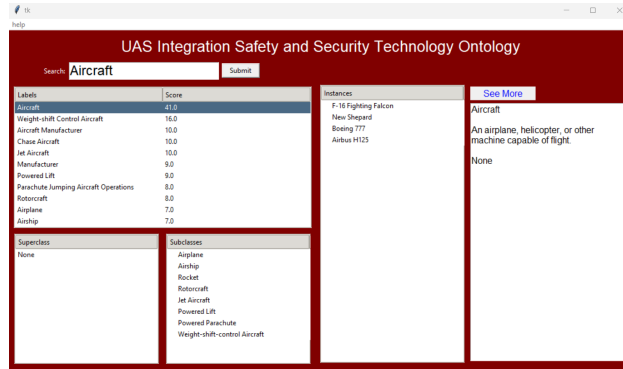 tk
help
UAS Integration Safety and Security Technology Ontology
Search: Aircraft Submit
Labels Score
Aircraft 41.0
Weight-shift Control Aircraft 16.0
Aircraft Manufacturer 10.0
Chase Aircraft 10.0
Jet Aircraft 10.0
Manufacturer 9.0
Powered Lift 9.0
Parachute Jumping Aircraft Operations 8.0
Rotorcraft 8.0
Airplane 7.0
Airship 7.0
Superclass
None
Subclasses
Airplane
Airship
Rocket
Rotorcraft
Jet Aircraft
Powered Lift
Powered Parachute
Weight-shift-control Aircraft
Instances
F-16 Fighting Falcon
New Shepard
Boeing 777
Airbus H125
See More
Aircraft
An airplane, helicopter, or other
machine capable of flight.
None